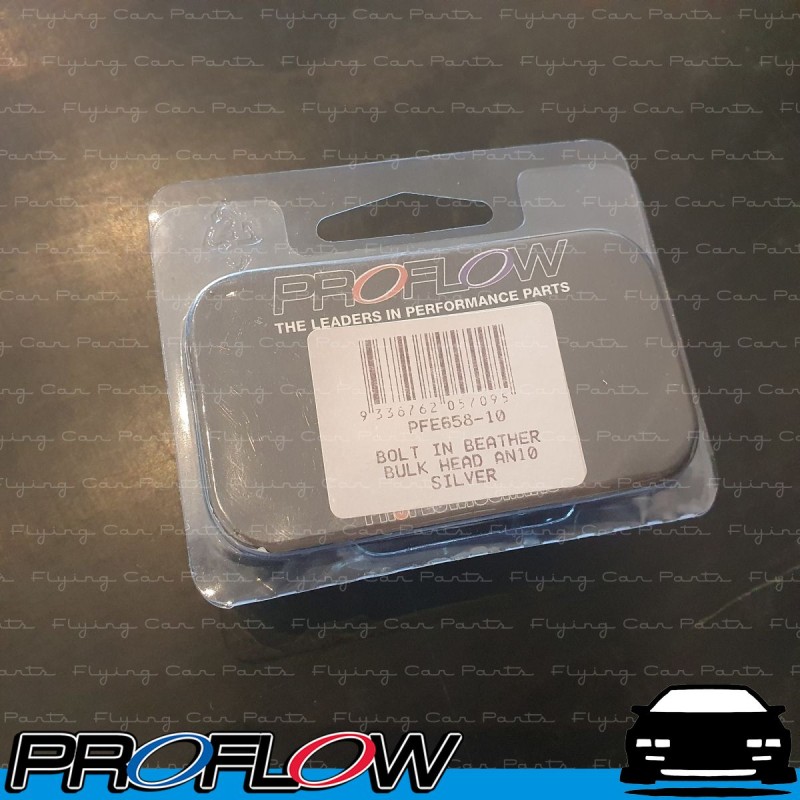 PROFLOW
THE LEADERS IN PERFORMANCE PARTS
9 336762 057095
PFE658-10
BOLT IN BEATHER
BULK HEAD AN10
SILVER
PROFLOW
Flying Car Parts